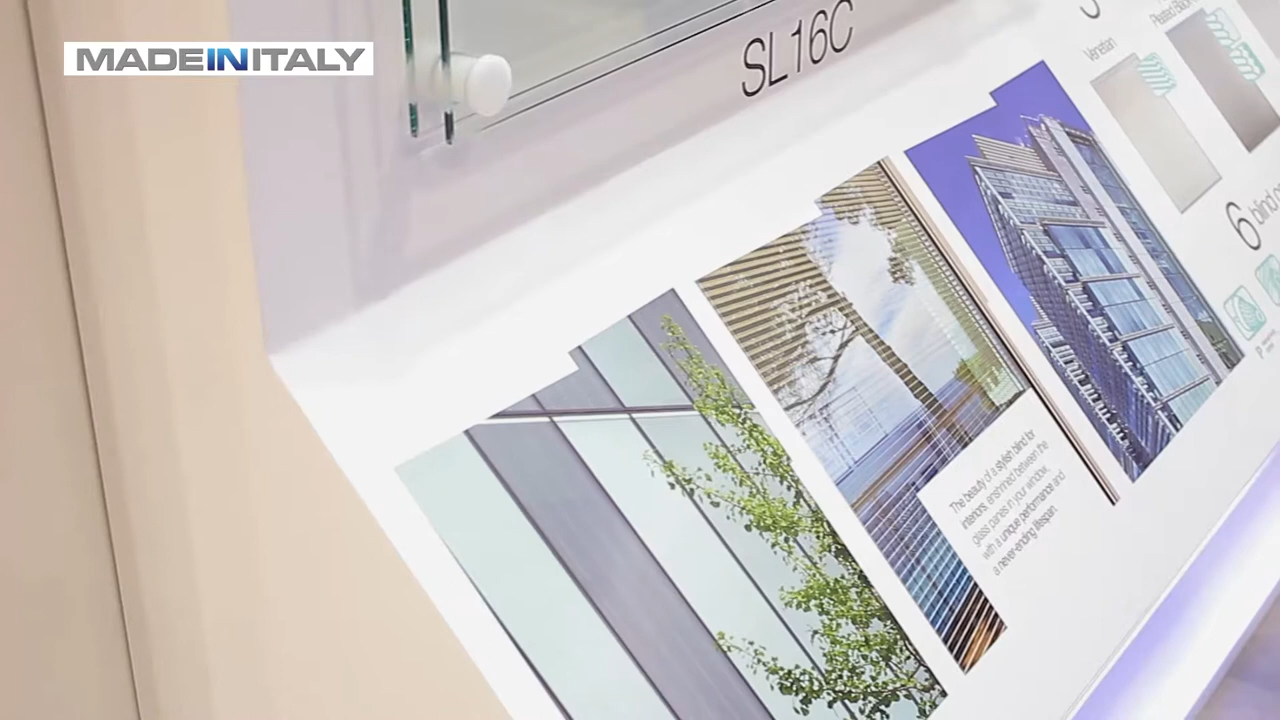 MADEINITALY
SL16C
Venetian
The beauty of a stylish blind for
interiors, enshrined between the
glass panes in your window,
with a unique performance and
a never-ending lifespan.
6 blind